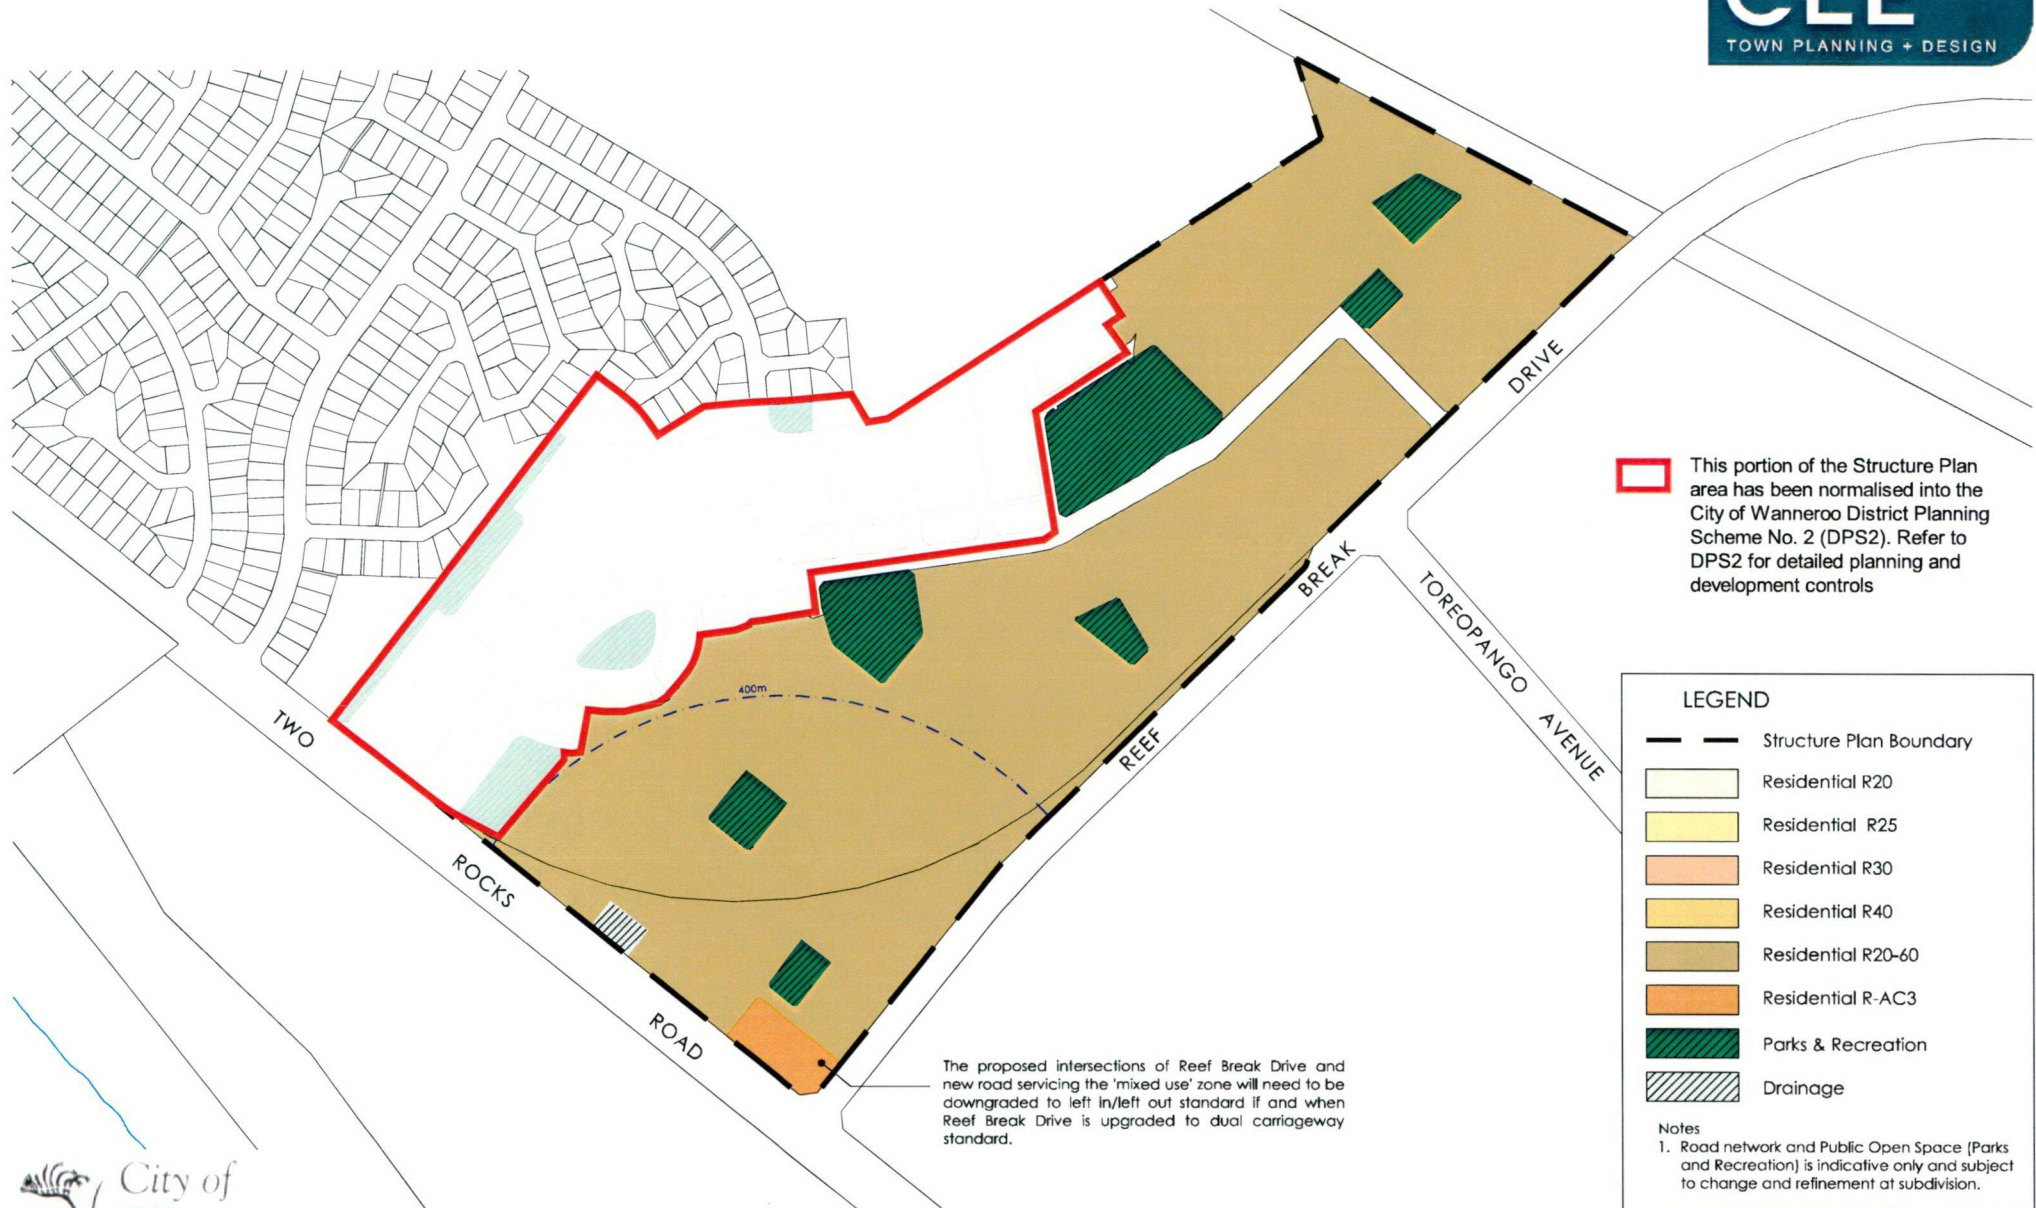 TOWN PLANNING + DESIGN
DRIVE
This portion of the Structure Plan
area has been normalised into the
City of Wanneroo District Planning
Scheme No. 2 (DPS2). Refer to
DPS2 for detailed planning and
development controls
BREAK
TOREOPANGO AVENUE
REEF
400m
TWO
ROCKS
ROAD
The proposed intersections of Reef Break Drive and
new road servicing the 'mixed use' zone will need to be
downgraded to left in/left out standard if and when
Reef Break Drive is upgraded to dual carriageway
standard.
LEGEND
Structure Plan Boundary
Residential R20
Residential R25
Residential R30
Residential R40
Residential R20-60
Residential R-AC3
Parks & Recreation
Drainage
Notes
1. Road network and Public Open Space (Parks
and Recreation) is indicative only and subject
to change and refinement at subdivision.
City of